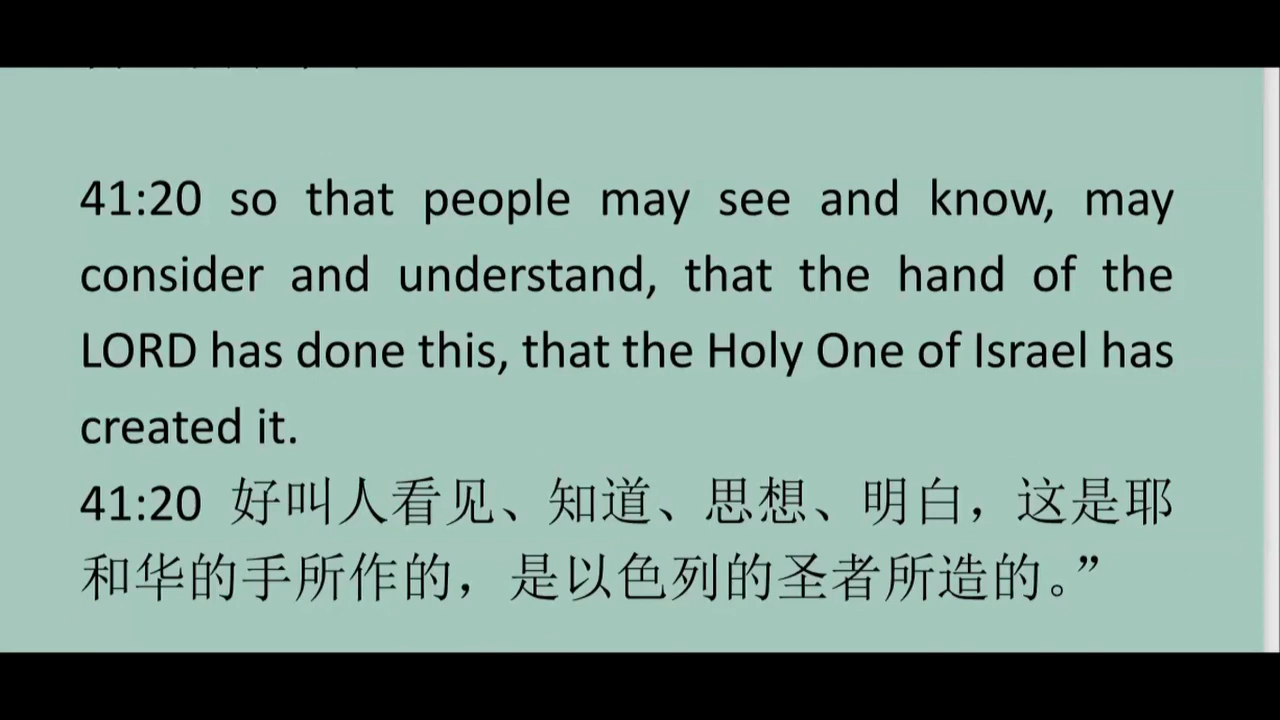 41:20 so that people may see and know, may
consider and understand, that the hand of the
LORD has done this, that the Holy One of Israel has
created it.
41:20 好叫人看见、知道、思想、明白，这是耶
和华的手所作的，是以色列的圣者所造的。”